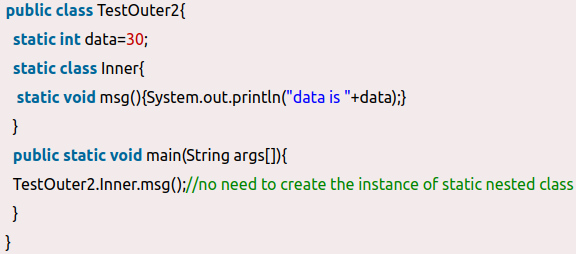 public class TestOuter2{
static int data=30;
static class Inner{
static void msg(){System.out.println("data is "+data);}
}
public static void main(String args[]){
TestOuter2.Inner.msg();//no need to create the instance of static nested class
}
}